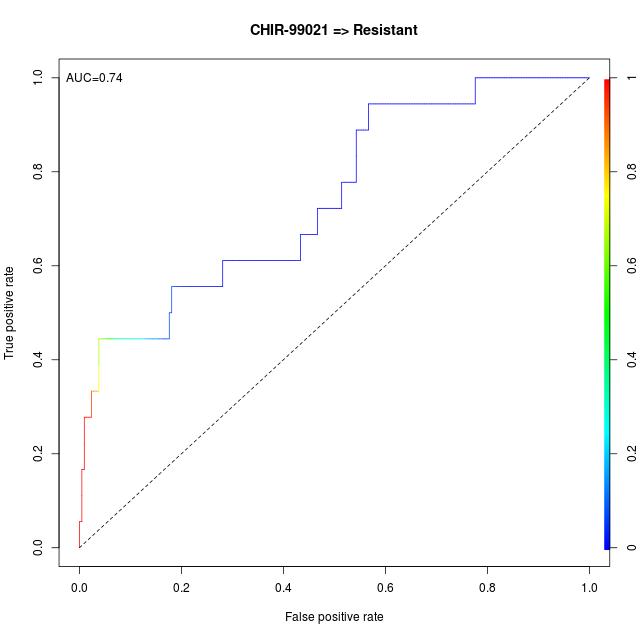 CHIR-99021 => Resistant
AUC=0.74
1.0
0.8
0.6
0.4
0.2
0.0
True positive rate
0.0 0.2 0.4 0.6 0.8 1.0
False positive rate
1
0.8
0.6
0.4
0.2
0